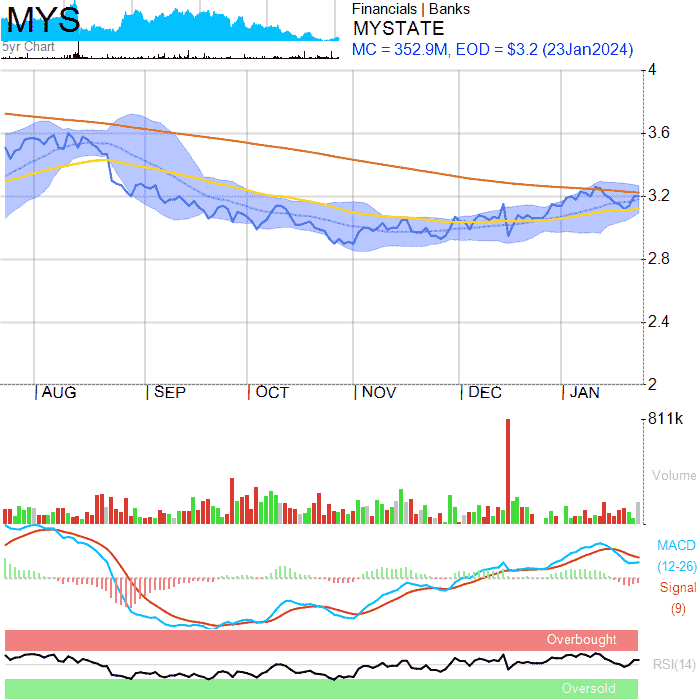 MYS
5yr Chart
Financials | Banks
MYSTATE
MC = 352.9M, EOD = $3.2 (23Jan2024)
4
3.6
3.2
2.8
2.4
2
AUG SEP OCT NOV DEC JAN
811k
Volume
MACD
(12-26)
Signal
(9)
Overbought
RSI(14)
Oversold